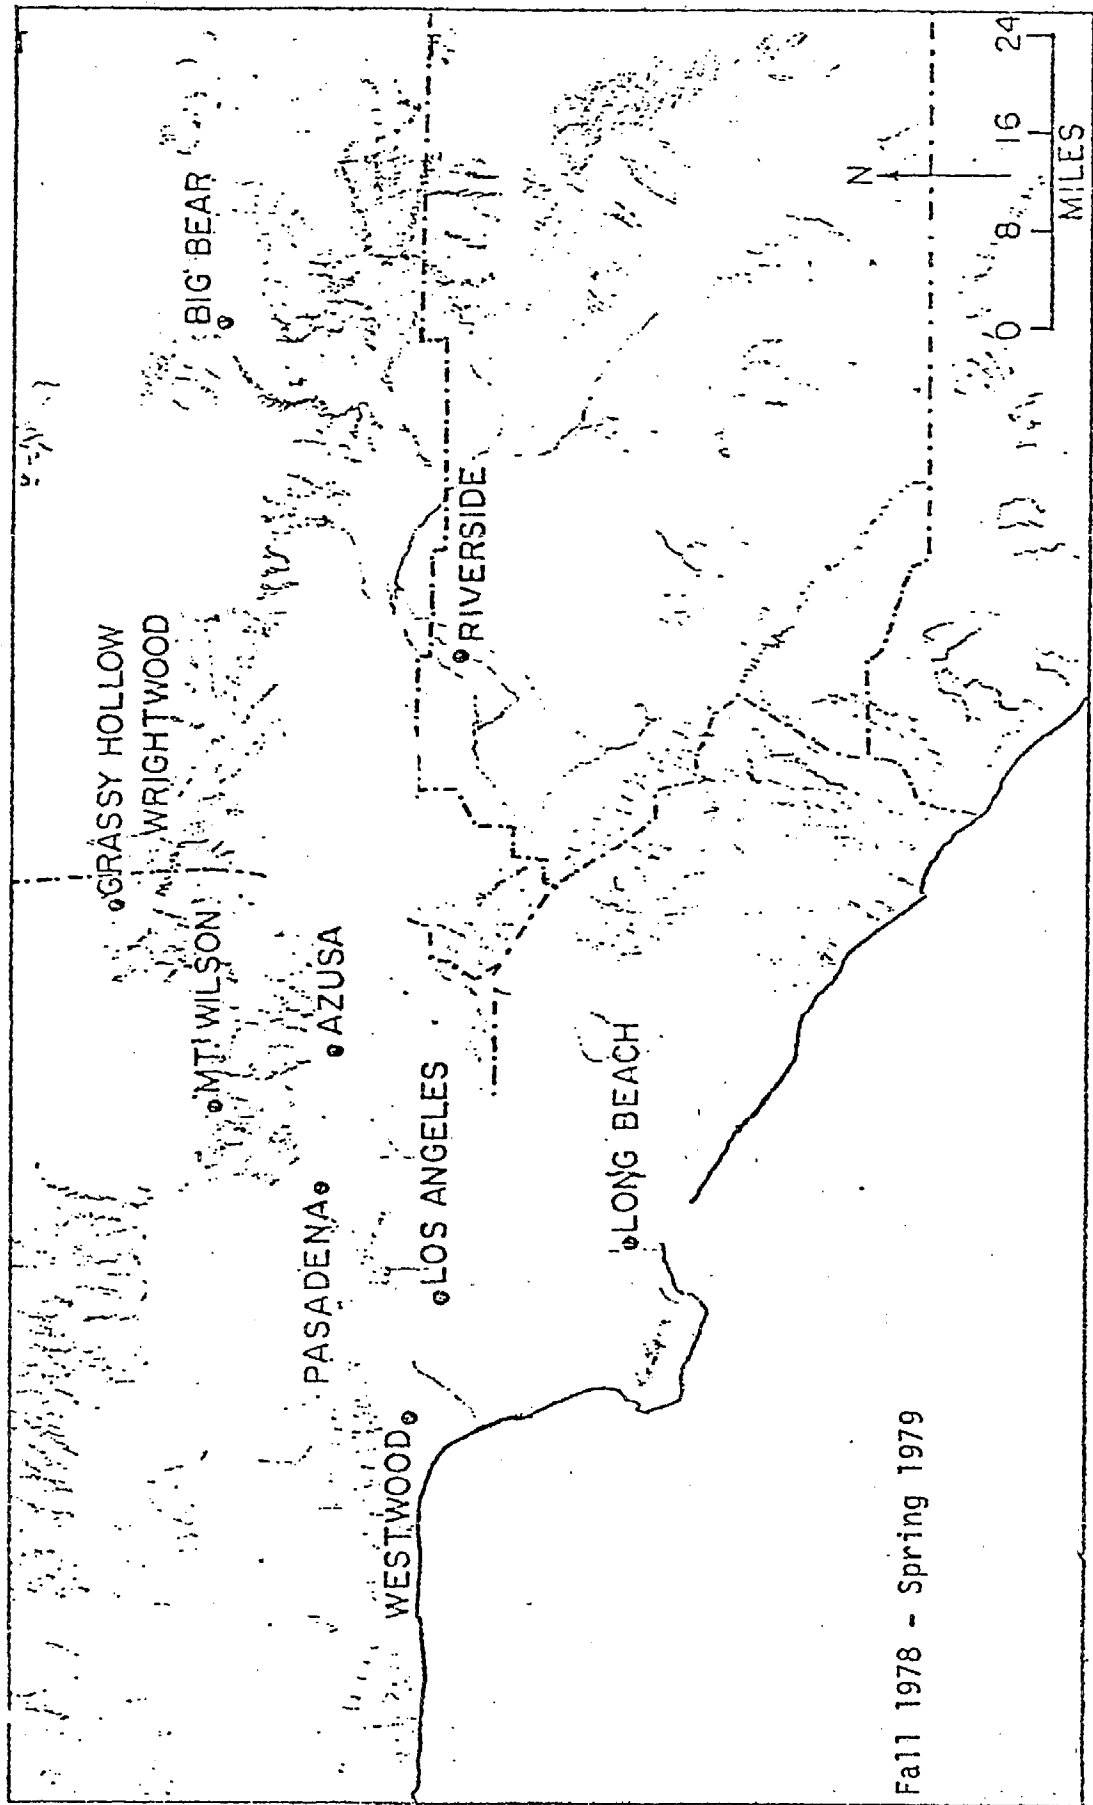 GRASSY HOLLOW
WRIGHTWOOD
BIG BEAR
MT. WILSON
AZUSA
PASADENA
LOS ANGELES
WESTWOOD
RIVERSIDE
LONG BEACH
Fall 1978 - Spring 1979
N
0 8 16 24
MILES